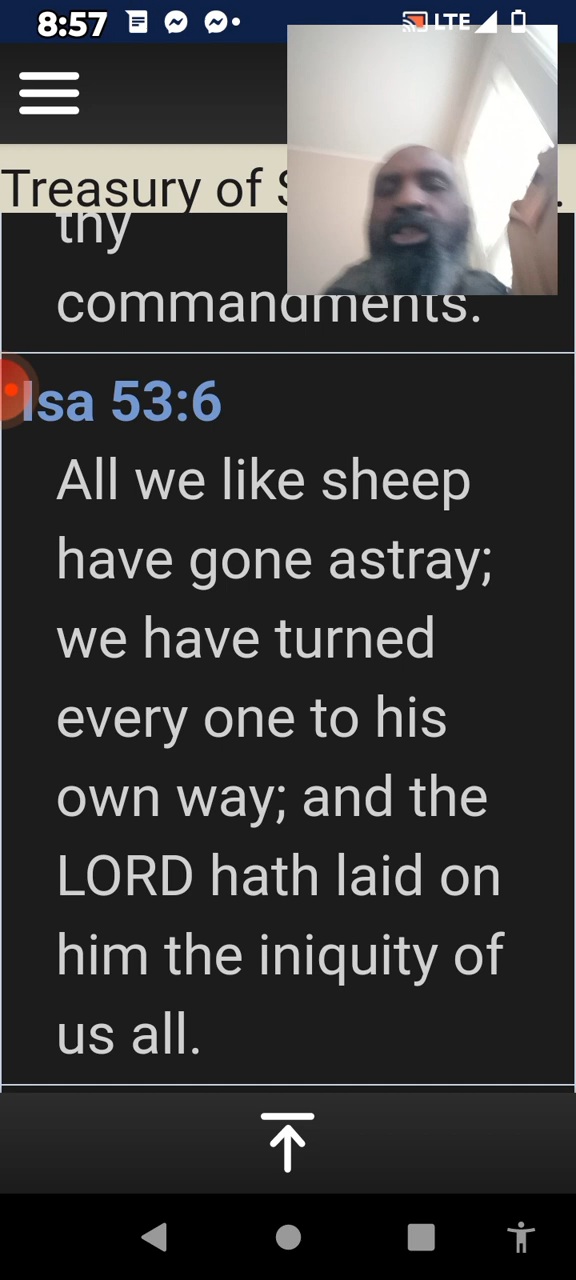 8:57
LTE
Treasury of
thy
commandments.
Isa 53:6
All we like sheep
have gone astray;
we have turned
every one to his
own way; and the
LORD hath laid on
him the iniquity of
us all.